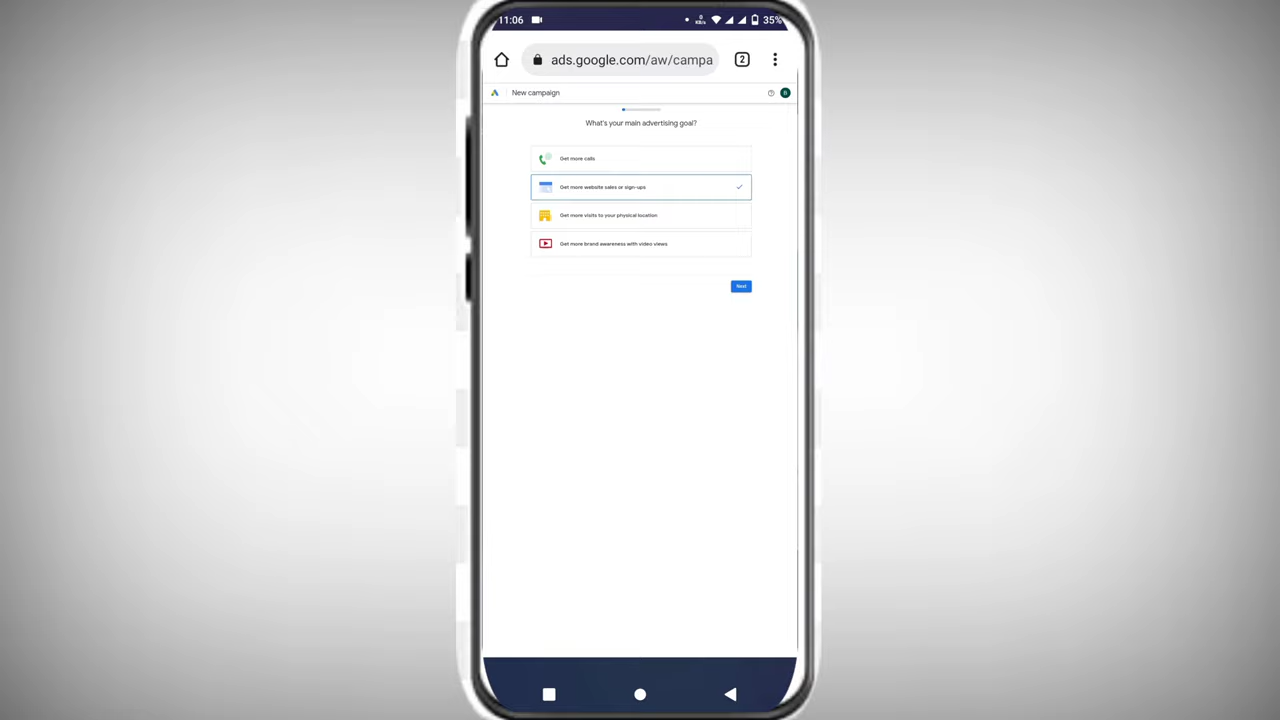 11:06
0
KB/s
35%
ads.google.com/aw/campa
2
New campaign
What's your main advertising goal?
Get more calls
Get more website sales or sign-ups
Get more visits to your physical location
Get more brand awareness with video views
Next